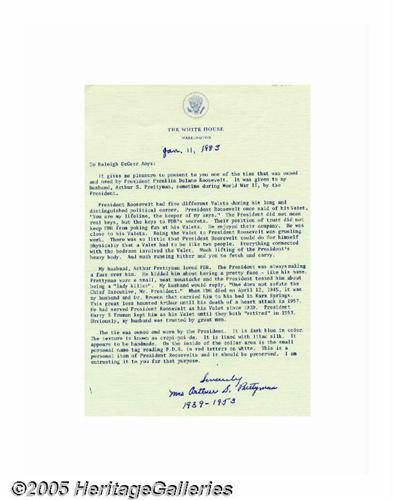 THE WHITE HOUSE
WASHINGTON
Jan. 11, 1983
To Raleigh DeGeer Amyx:
It gives me pleasure to present to you one of the ties that was owned
and used by President Franklin Delano Roosevelt. It was given to my
husband, Arthur S. Prettyman, sometime during World War II, by the
President.
President Roosevelt had five different Valets during his long and
distinguished political career. President Roosevelt once said of his Valet,
"You are my lifeline, the keeper of my keys." The President did not mean
real keys, but the keys to FDR's secrets. Their position of trust did not
keep FDR from poking fun at his Valets. He enjoyed their company. He was
close to his Valets. Being the Valet to President Roosevelt was grueling
work. There was so little that President Roosevelt could do for himself
physically that a Valet had to be like two people. Everything connected
with the bedroom involved the Valet. Much lifting of the President's
heavy body. And much running hither and yon to fetch and carry.
My husband, Arthur Prettyman loved FDR. The President was always making
a fuss over him. He kidded him about having a pretty face - like his name.
Prettyman wore a small, neat moustache and the President teased him about
being a "lady killer". My husband would reply, "One does not refute the
Chief Executive, Mr. President." When FDR died on April 12, 1945, it was
my husband and Dr. Bruenn that carried him to his bed in Warm Springs.
This great loss haunted Arthur until his death of a heart attack in 1957.
He had served President Roosevelt as his Valet since 1939. President
Harry S Truman kept him as his Valet until they both "retired" in 1953.
Obviously, my husband was trusted by great men.
The tie was owned and worn by the President. It is dark blue in color.
The texture is known as It is lined with lilac silk. It
appears to be handmade. On the inside of the collar area is the small
personal name tag reading F.D.R. in red letters on white. This is a
personal item of President Roosevelt's and it should be preserved. I am
entrusting it to you for that purpose.
Sincerely
Mrs Arthur S. Prettyman
1939-1953
©2005 HeritageGalleries